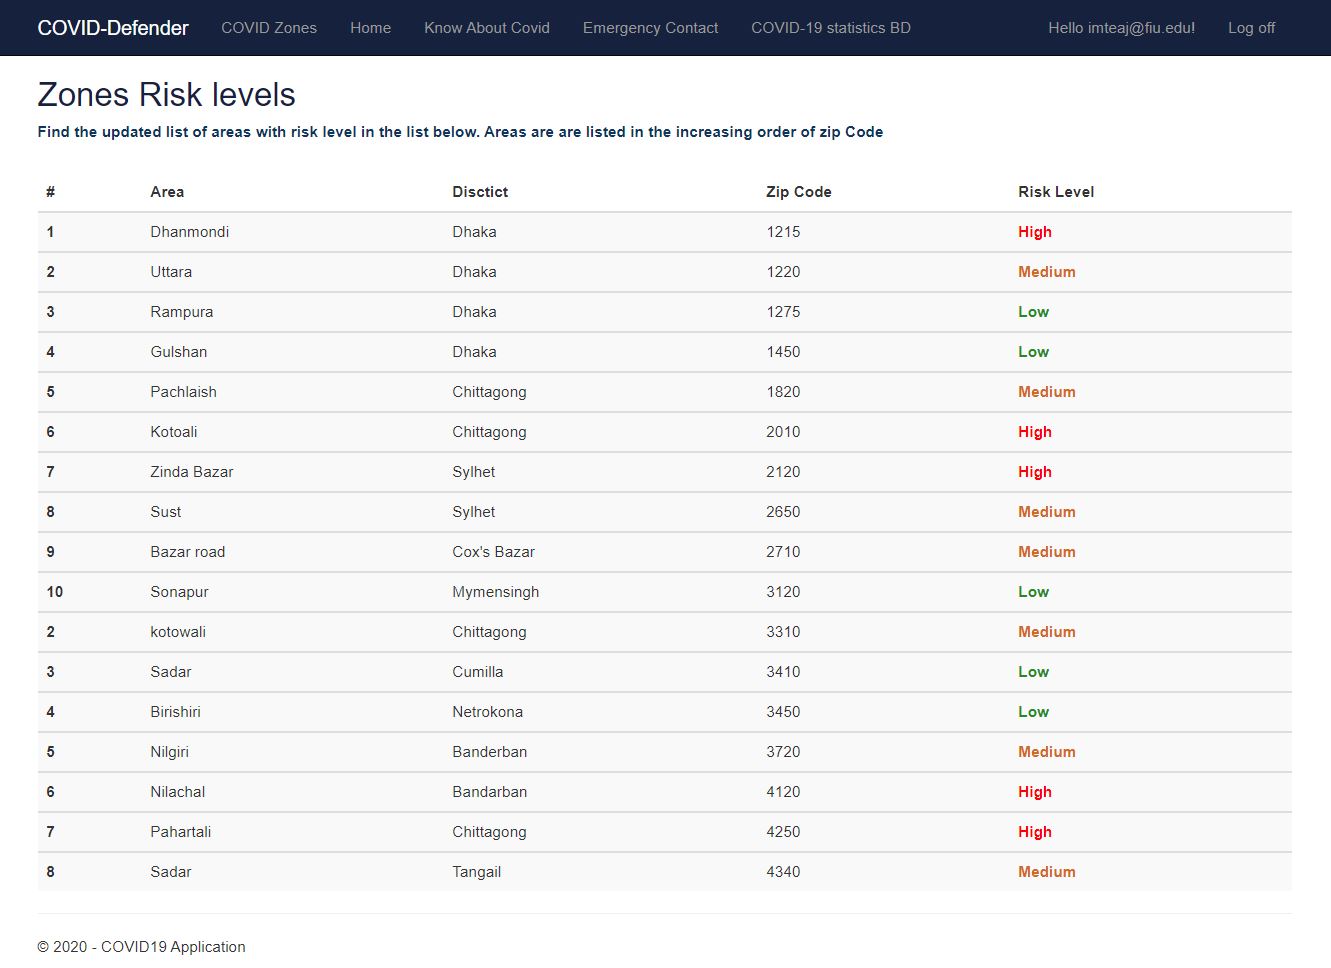 COVID-Defender COVID Zones Home Know About Covid Emergency Contact COVID-19 statistics BD Hello imteaj@fiu.edu! Log off
Zones Risk levels
Find the updated list of areas with risk level in the list below. Areas are are listed in the increasing order of zip Code
# Area Disctict Zip Code Risk Level
1 Dhanmondi Dhaka 1215 High
2 Uttara Dhaka 1220 Medium
3 Rampura Dhaka 1275 Low
4 Gulshan Dhaka 1450 Low
5 Pachlaish Chittagong 1820 Medium
6 Kotoali Chittagong 2010 High
7 Zinda Bazar Sylhet 2120 High
8 Sust Sylhet 2650 Medium
9 Bazar road Cox's Bazar 2710 Medium
10 Sonapur Mymensingh 3120 Low
2 kotowali Chittagong 3310 Medium
3 Sadar Cumilla 3410 Low
4 Birishiri Netrokona 3450 Low
5 Nilgiri Banderban 3720 Medium
6 Nilachal Bandarban 4120 High
7 Pahartali Chittagong 4250 High
8 Sadar Tangail 4340 Medium
© 2020 - COVID19 Application